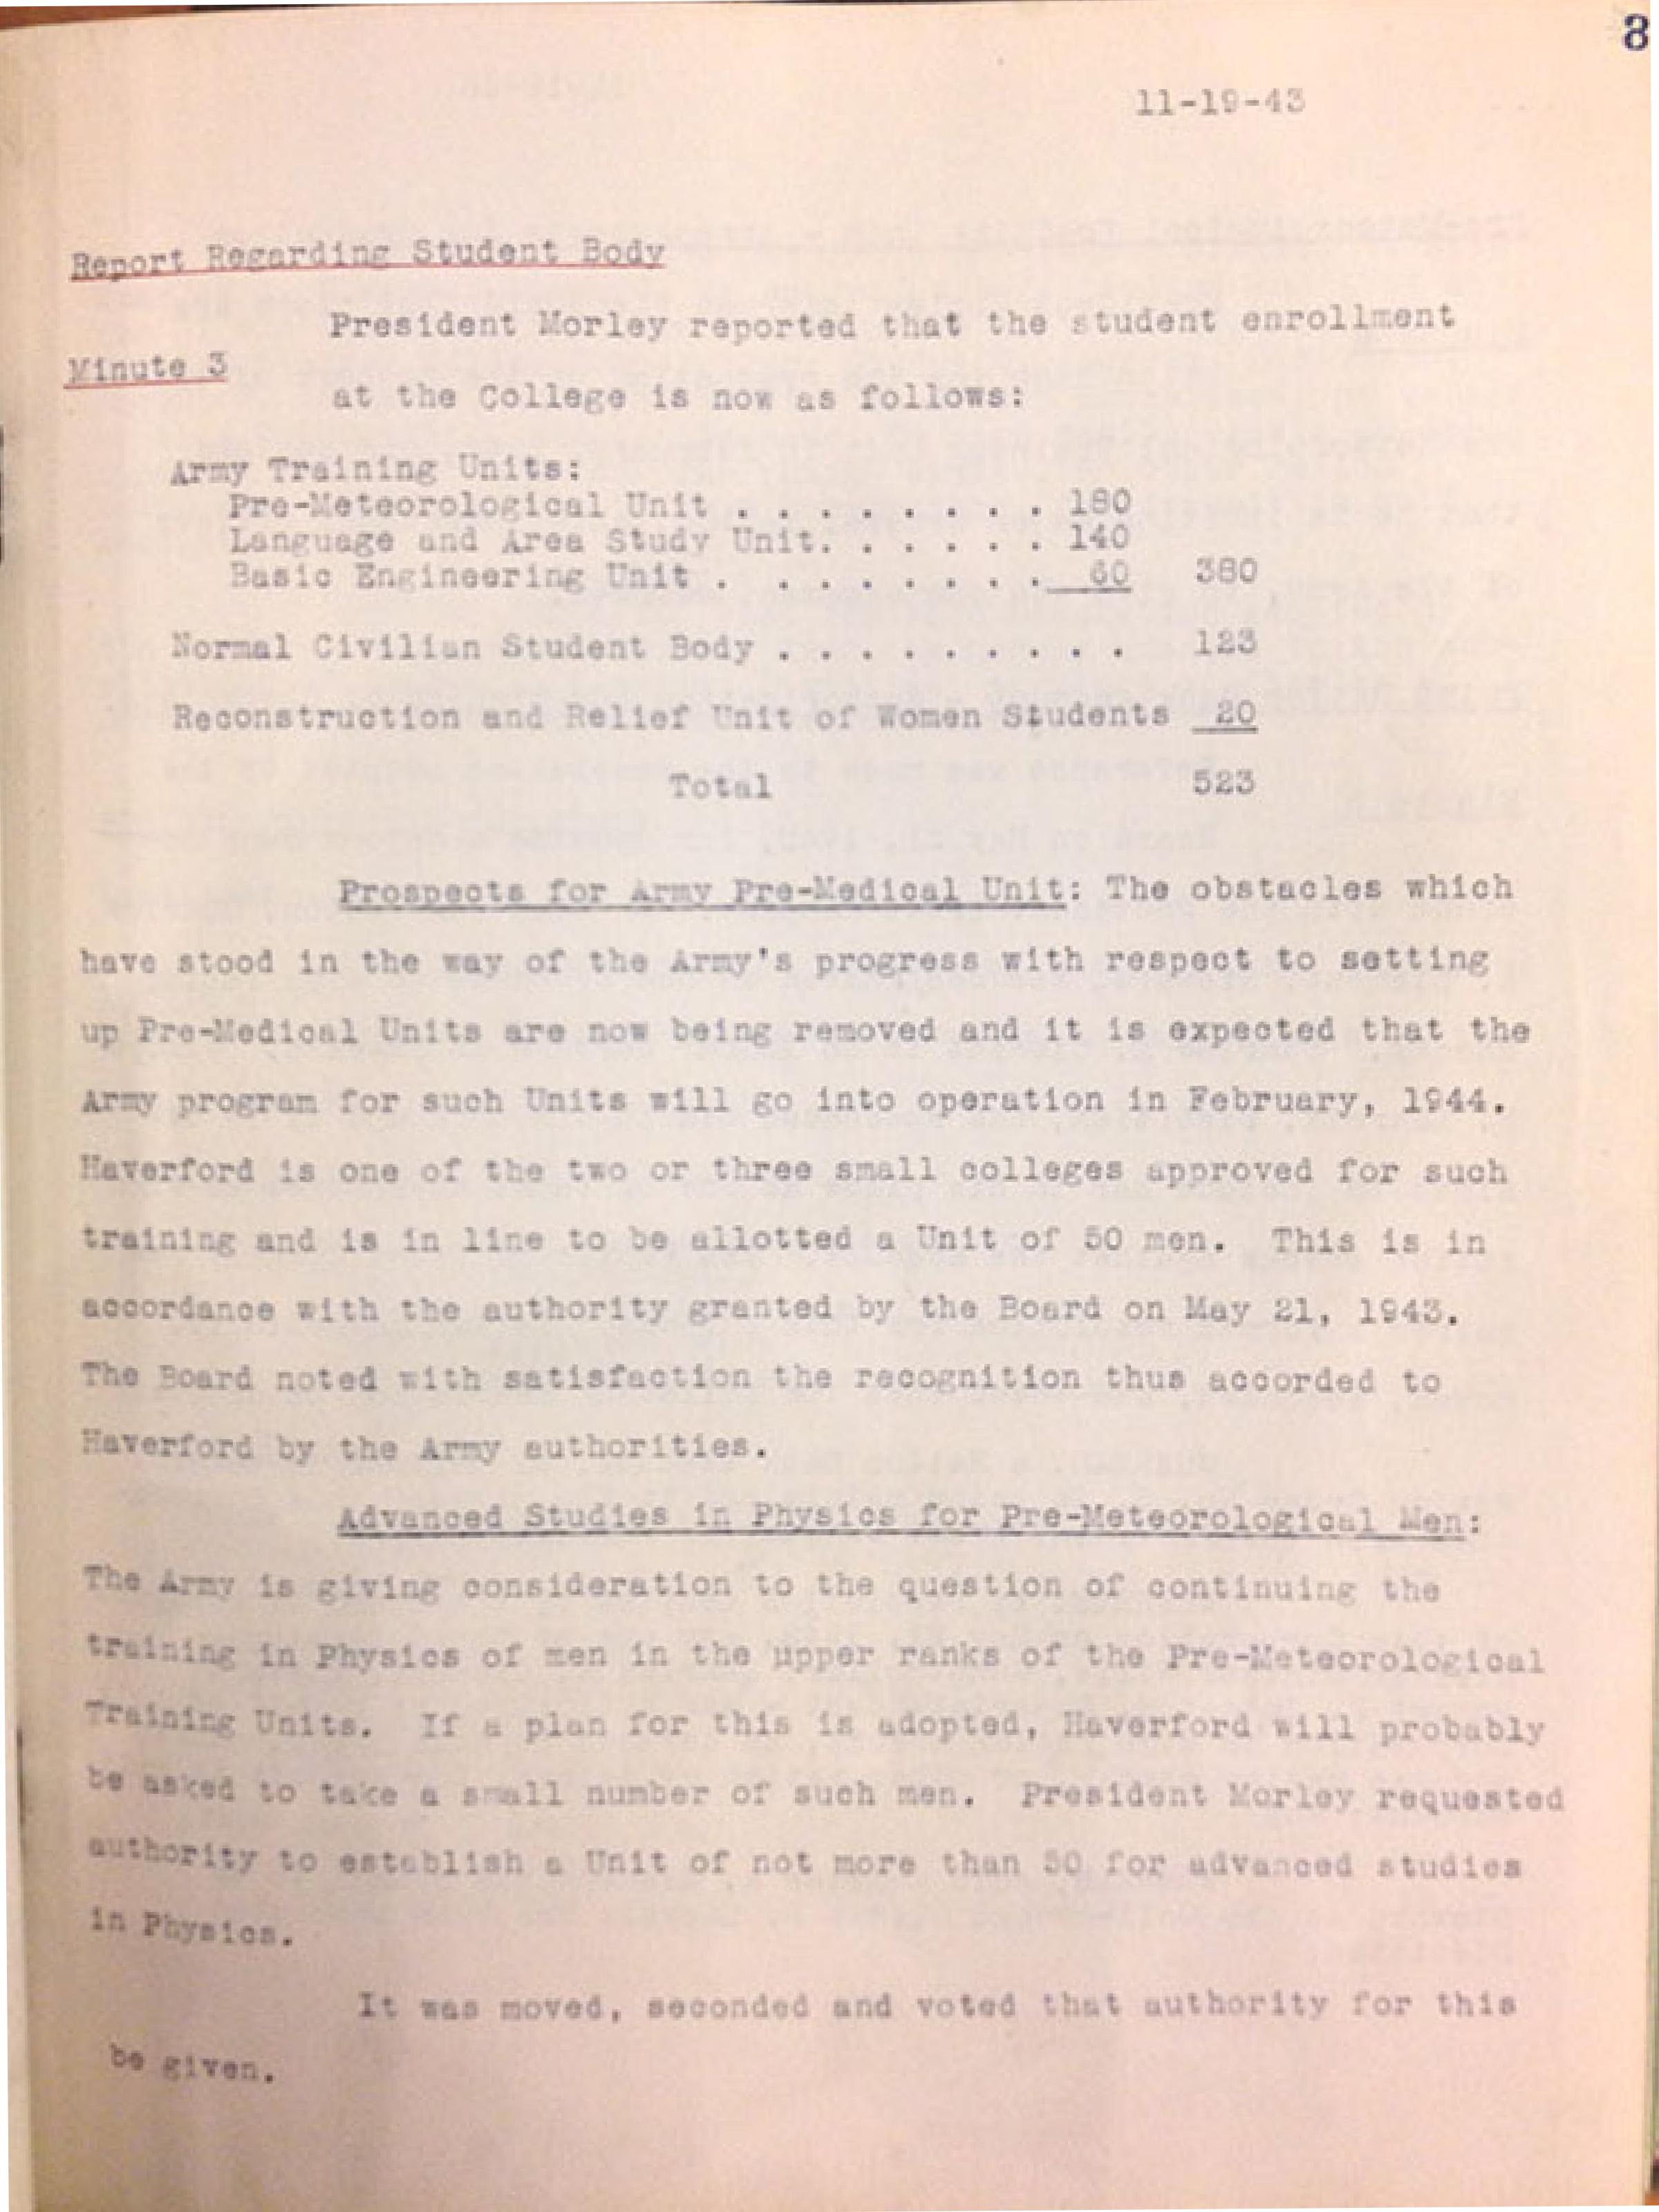 8
11-19-43
Report Regarding Student Body
President Morley reported that the student enrollment
Minute 3
at the College is now as follows:
Army Training Units:
Pre-Meteorological Unit . . . . . . . . 180
Language and Area Study Unit. . . . . . 140
Basic Engineering Unit . . . . . . . . 60 380
Normal Civilian Student Body . . . . . . . . . 123
Reconstruction and Relief Unit of Women Students 20
Total 523
Prospects for Army Pre-Medical Unit: The obstacles which
have stood in the way of the Army's progress with respect to setting
up Pre-Medical Units are now being removed and it is expected that the
Army program for such Units will go into operation in February, 1944.
Haverford is one of the two or three small colleges approved for such
training and is in line to be allotted a Unit of 50 men. This is in
accordance with the authority granted by the Board on May 21, 1943.
The Board noted with satisfaction the recognition thus accorded to
Haverford by the Army authorities.
Advanced Studies in Physics for Pre-Meteorological Men:
The Army is giving consideration to the question of continuing the
training in Physics of men in the upper ranks of the Pre-Meteorological
Training Units. If a plan for this is adopted, Haverford will probably
be asked to take a small number of such men. President Morley requested
authority to establish a Unit of not more than 50 for advanced studies
in Physics.
It was moved, seconded and voted that authority for this
be given.